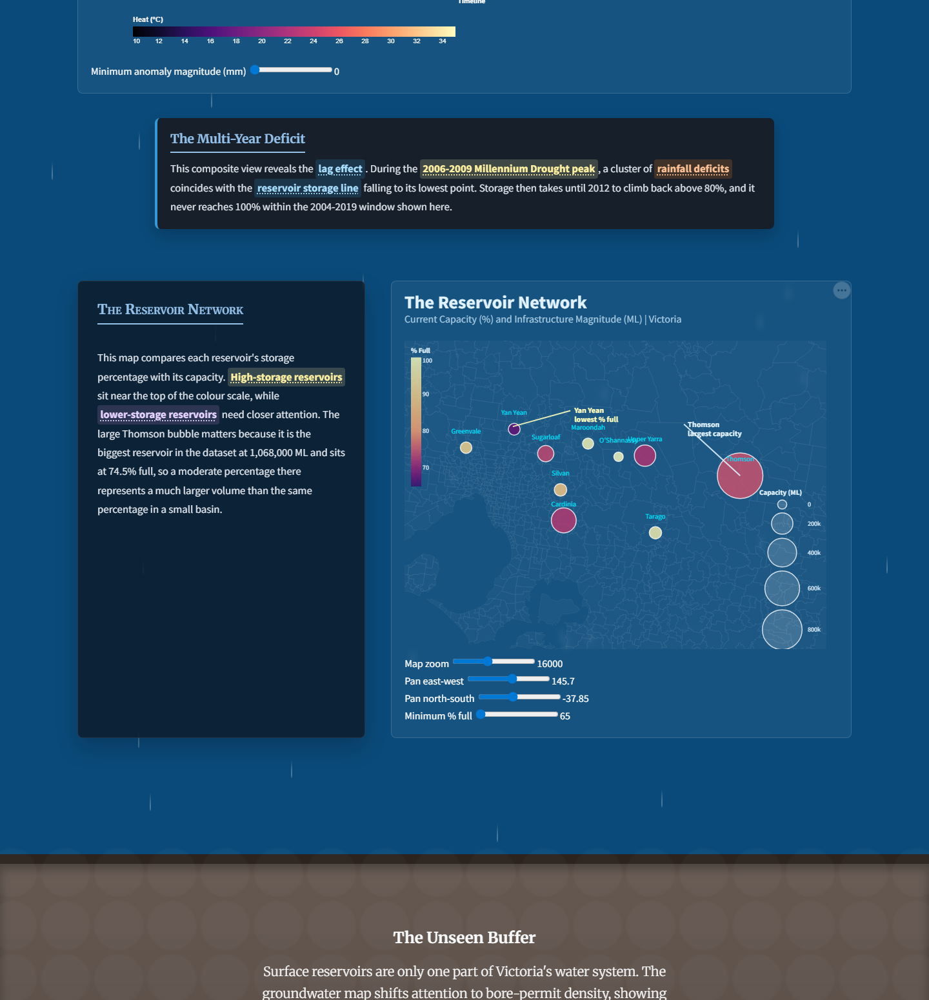 Timeline
Heat (°C)
10 12 14 16 18 20 22 24 26 28 30 32 34
Minimum anomaly magnitude (mm) 0
The Multi-Year Deficit
This composite view reveals the lag effect. During the 2006-2009 Millennium Drought peak, a cluster of rainfall deficits
coincides with the reservoir storage line falling to its lowest point. Storage then takes until 2012 to climb back above 80%, and it
never reaches 100% within the 2004-2019 window shown here.
The Reservoir Network
This map compares each reservoir's storage
percentage with its capacity. High-storage reservoirs
sit near the top of the colour scale, while
lower-storage reservoirs need closer attention. The
large Thomson bubble matters because it is the
biggest reservoir in the dataset at 1,068,000 ML and sits
at 74.5% full, so a moderate percentage there
represents a much larger volume than the same
percentage in a small basin.
The Reservoir Network
Current Capacity (%) and Infrastructure Magnitude (ML) | Victoria
% Full
100
90
80
70
Yan Yean
Yan Yean
lowest % full
Greenvale
Sugarloaf
Maroondah
O'Shannassy
Upper Yarra
Thomson
largest capacity
Thomson
Silvan
Cardinia
Tarago
Capacity (ML)
0
200k
400k
600k
800k
Map zoom 16000
Pan east-west 145.7
Pan north-south -37.85
Minimum % full 65
The Unseen Buffer
Surface reservoirs are only one part of Victoria's water system. The
groundwater map shifts attention to bore-permit density, showing